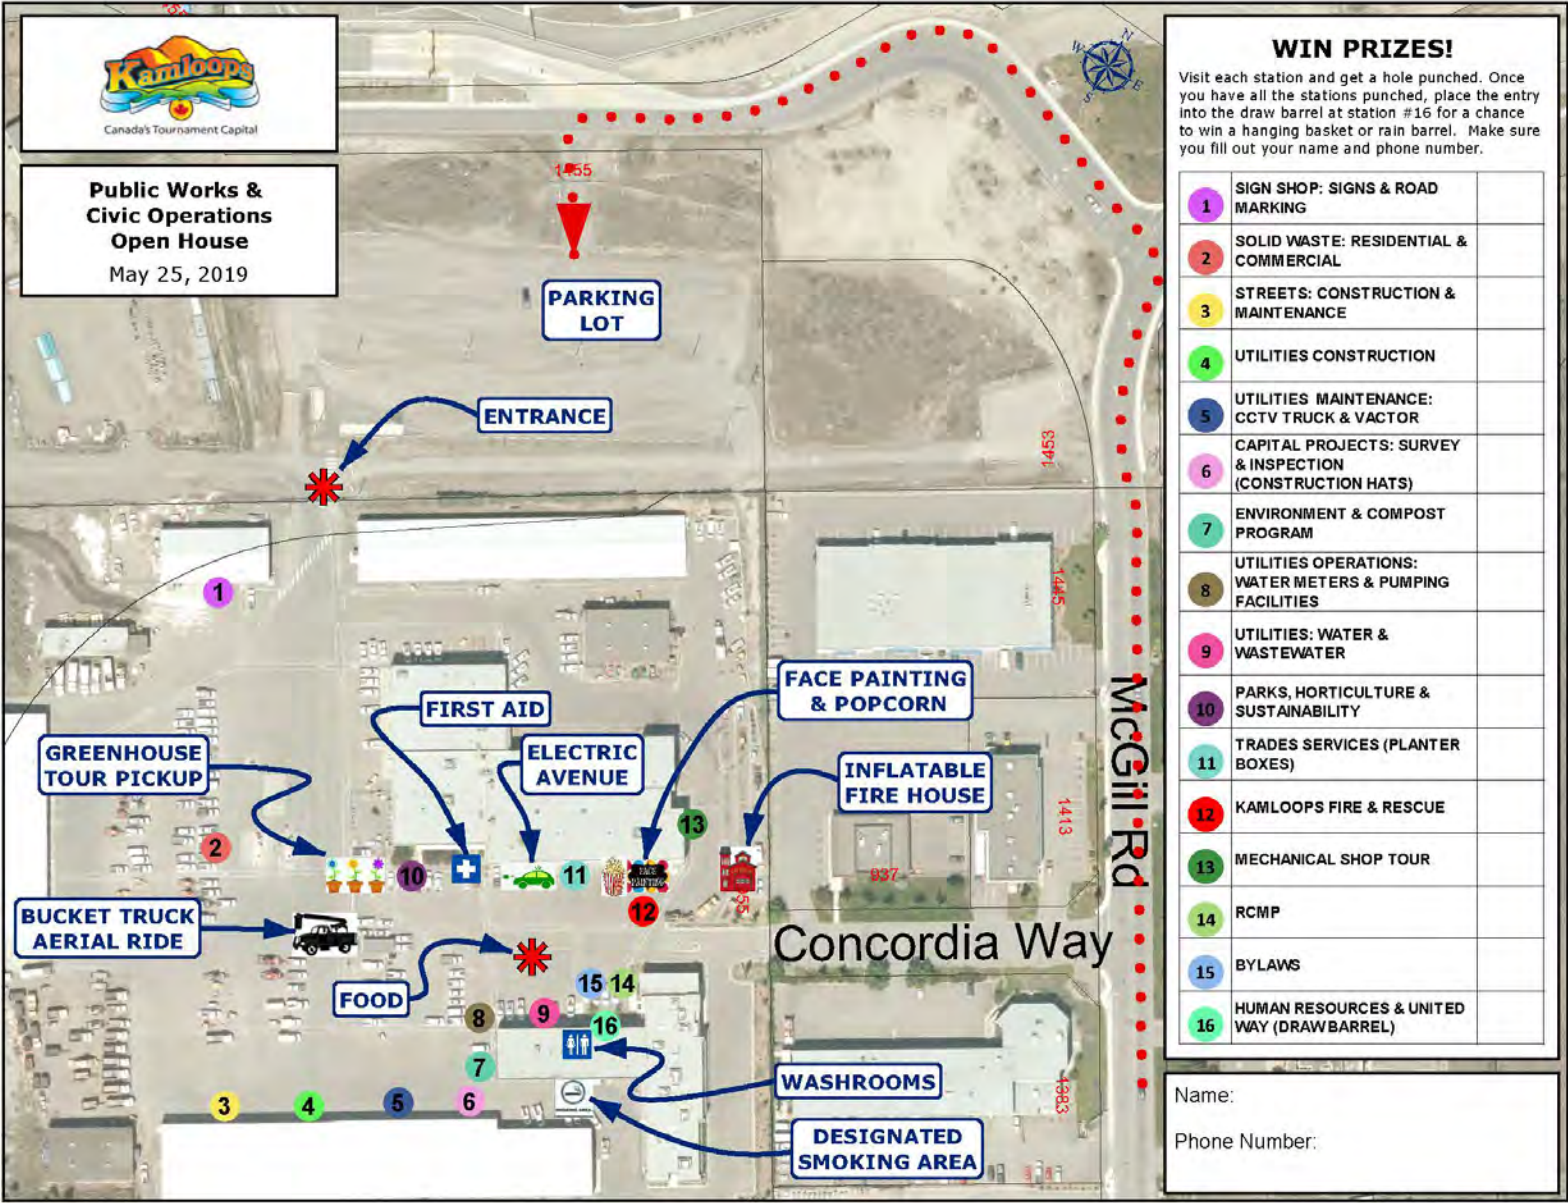 Kamloops
Canada's Tournament Capital
Public Works &
Civic Operations
Open House
May 25, 2019
N
W
E
S
1455
PARKING
LOT
ENTRANCE
1453
1445
1
FACE PAINTING
& POPCORN
FIRST AID
ELECTRIC
AVENUE
GREENHOUSE
TOUR PICKUP
INFLATABLE
FIRE HOUSE
McGill Rd
1413
13
2
10
11
FACE
PAINTING
937
12
BUCKET TRUCK
AERIAL RIDE
Concordia Way
FOOD
15
14
8
9
16
7
WASHROOMS
1383
3
4
5
6
SMOKING AREA
DESIGNATED
SMOKING AREA
WIN PRIZES!
Visit each station and get a hole punched. Once
you have all the stations punched, place the entry
into the draw barrel at station #16 for a chance
to win a hanging basket or rain barrel. Make sure
you fill out your name and phone number.
1 SIGN SHOP: SIGNS & ROAD
MARKING
2 SOLID WASTE: RESIDENTIAL &
COMMERCIAL
3 STREETS: CONSTRUCTION &
MAINTENANCE
4 UTILITIES CONSTRUCTION
5 UTILITIES MAINTENANCE:
CCTV TRUCK & VACTOR
6 CAPITAL PROJECTS: SURVEY
& INSPECTION
(CONSTRUCTION HATS)
7 ENVIRONMENT & COMPOST
PROGRAM
8 UTILITIES OPERATIONS:
WATER METERS & PUMPING
FACILITIES
9 UTILITIES: WATER &
WASTEWATER
10 PARKS, HORTICULTURE &
SUSTAINABILITY
11 TRADES SERVICES (PLANTER
BOXES)
12 KAMLOOPS FIRE & RESCUE
13 MECHANICAL SHOP TOUR
14 RCMP
15 BYLAWS
16 HUMAN RESOURCES & UNITED
WAY (DRAW BARREL)
Name:
Phone Number: